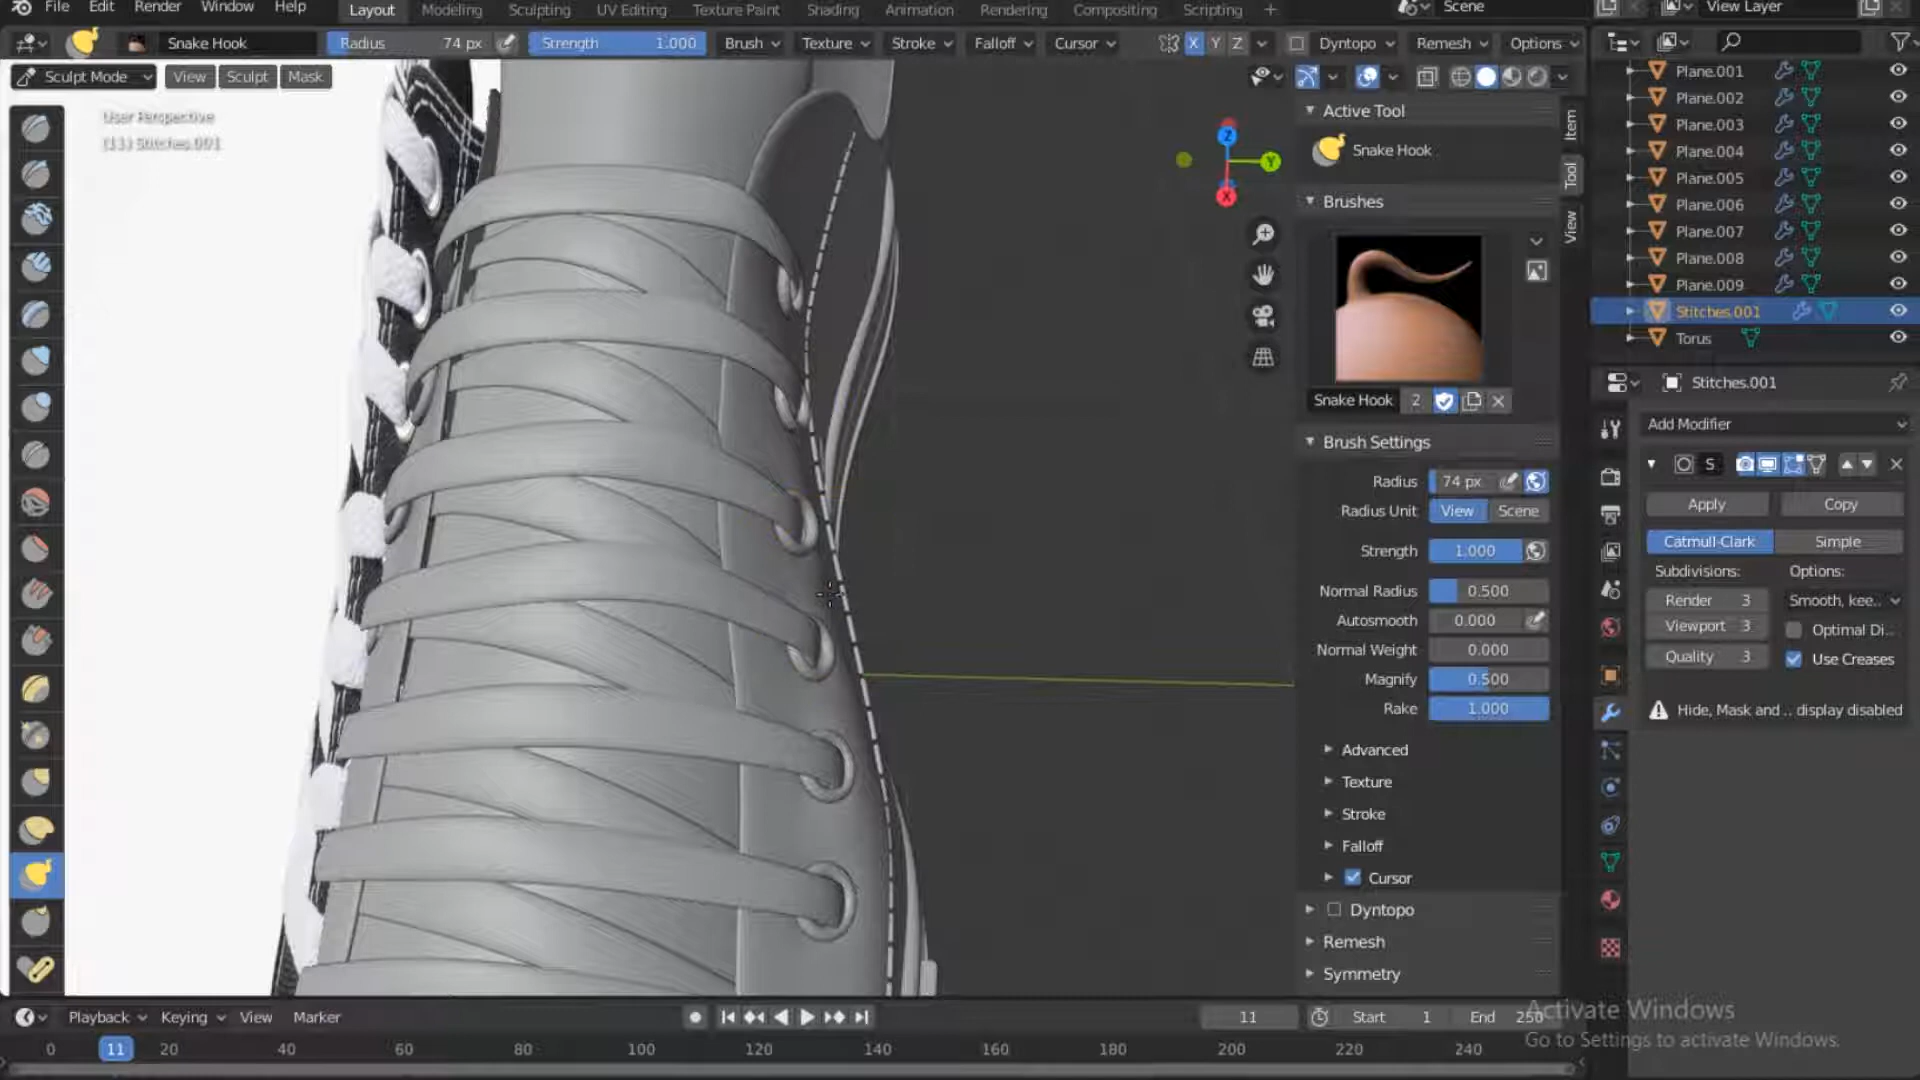 File Edit Render Window Help Layout Modeling Sculpting UV Editing Texture Paint Shading Animation Rendering Compositing Scripting + Scene View Layer
Snake Hook Radius 74 px Strength 1.000 Brush Texture Stroke Falloff Cursor X Y Z Dyntopo Remesh Options
Sculpt Mode View Sculpt Mask
User Perspective
(11) Stitches.001
Z
Y
X
Item
Tool
View
Active Tool
Snake Hook
Brushes
Snake Hook 2
Brush Settings
Radius 74 px
Radius Unit View Scene
Strength 1.000
Normal Radius 0.500
Autosmooth 0.000
Normal Weight 0.000
Magnify 0.500
Rake 1.000
Advanced
Texture
Stroke
Falloff
Cursor
Dyntopo
Remesh
Symmetry
Plane.001
Plane.002
Plane.003
Plane.004
Plane.005
Plane.006
Plane.007
Plane.008
Plane.009
Stitches.001
Torus
Stitches.001
Add Modifier
S
Apply Copy
Catmull-Clark Simple
Subdivisions: Options:
Render 3 Smooth, kee..
Viewport 3 Optimal Di..
Quality 3 Use Creases
Hide, Mask and .. display disabled
Playback Keying View Marker 11 Start 1 End 250
0 11 20 40 60 80 100 120 140 160 180 200 220 240
Activate Windows
Go to Settings to activate Windows.